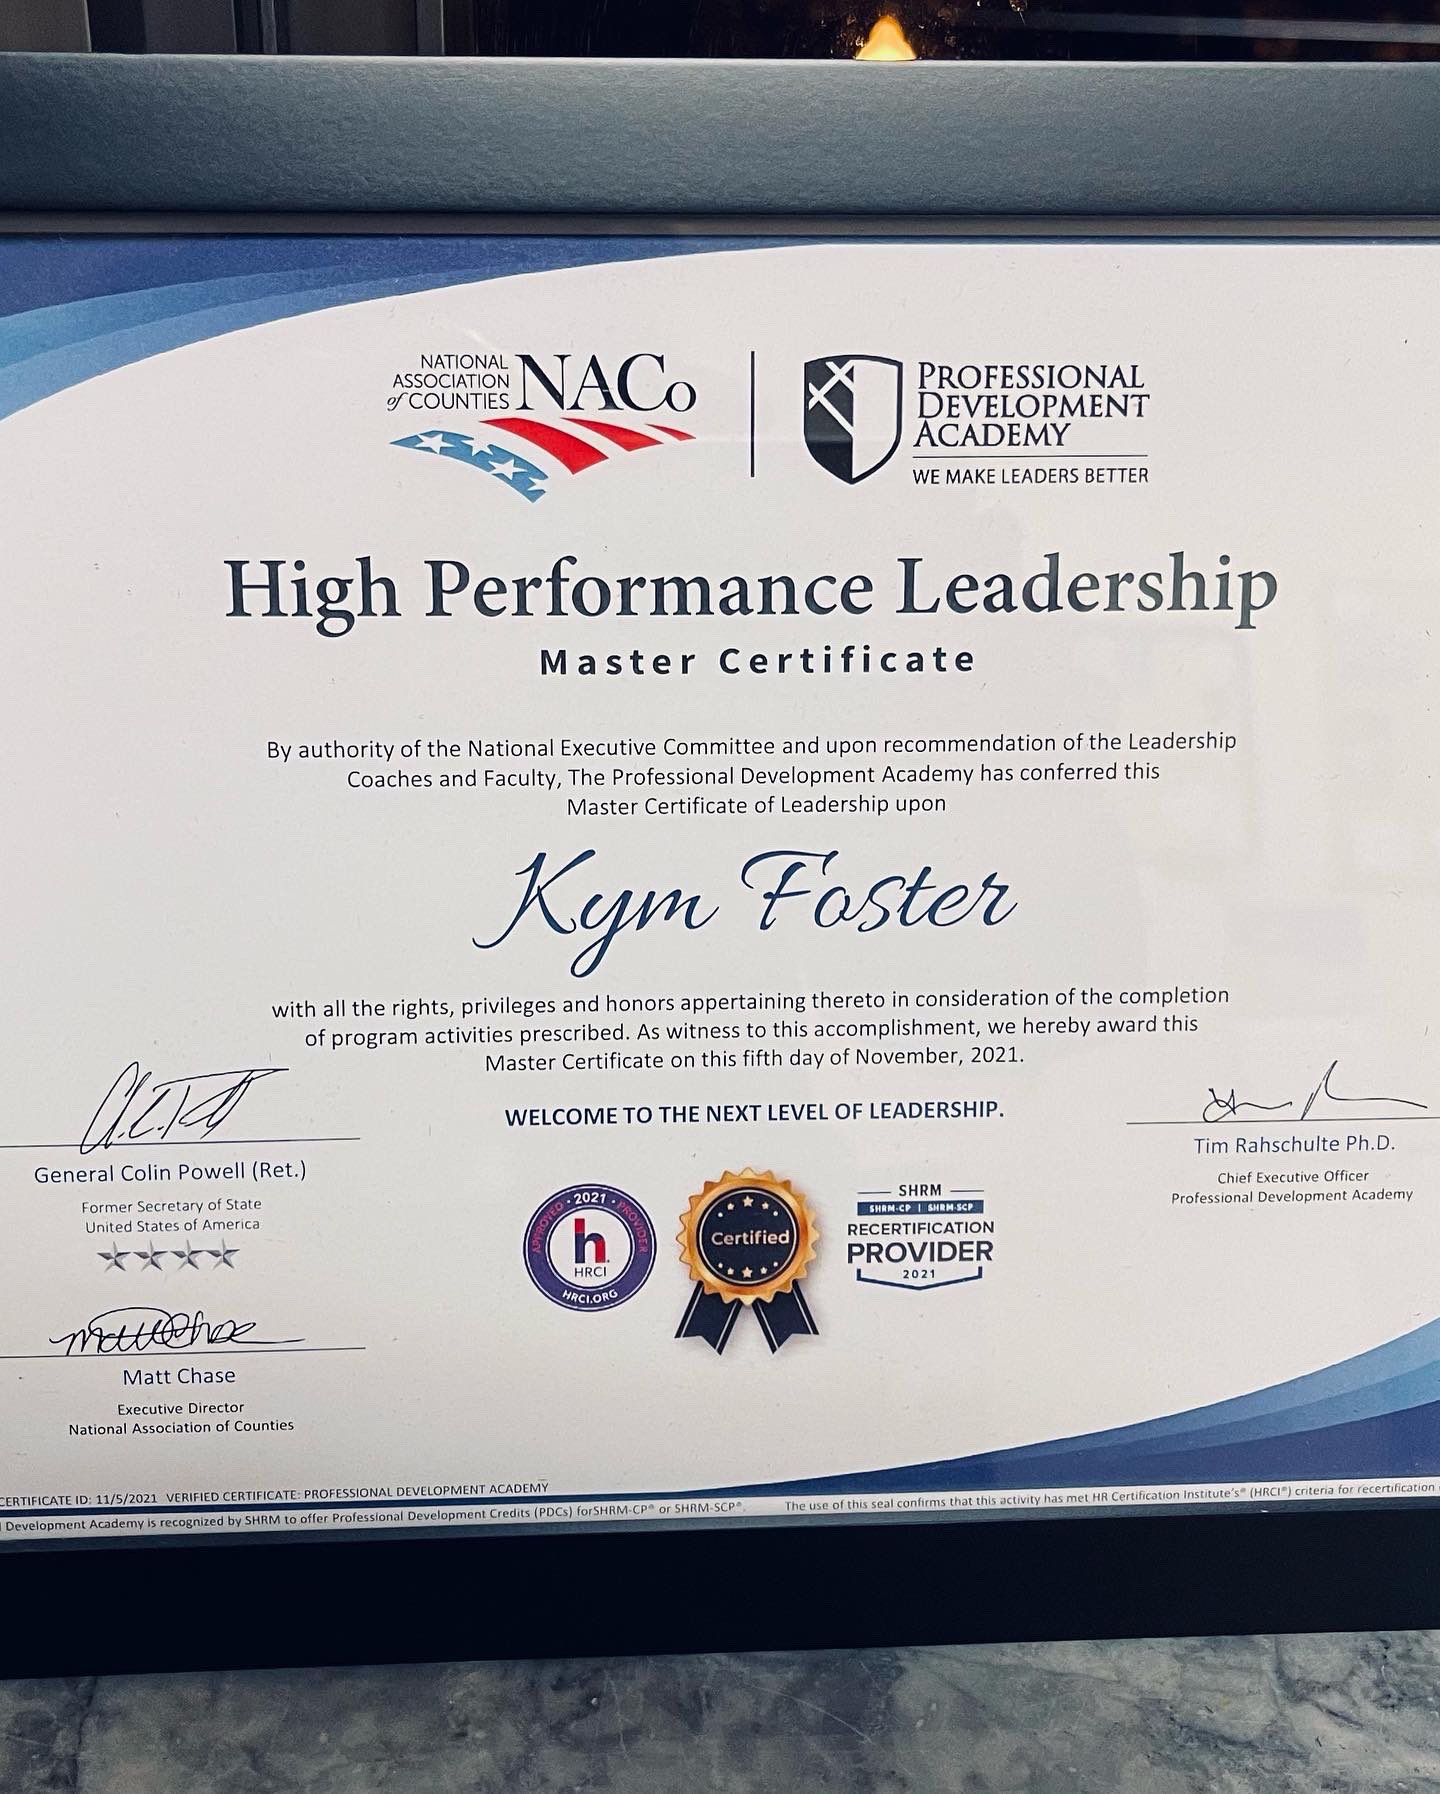 NATIONAL
ASSOCIATION
of COUNTIES
NACo
PROFESSIONAL
DEVELOPMENT
ACADEMY
WE MAKE LEADERS BETTER
High Performance Leadership
Master Certificate
By authority of the National Executive Committee and upon recommendation of the Leadership
Coaches and Faculty, The Professional Development Academy has conferred this
Master Certificate of Leadership upon
Kym Foster
with all the rights, privileges and honors appertaining thereto in consideration of the completion
of program activities prescribed. As witness to this accomplishment, we hereby award this
Master Certificate on this fifth day of November, 2021.
WELCOME TO THE NEXT LEVEL OF LEADERSHIP.
General Colin Powell (Ret.)
Former Secretary of State
United States of America
Matt Chase
Matt Chase
Executive Director
National Association of Counties
Tim Rahschulte Ph.D.
Chief Executive Officer
Professional Development Academy
· 2021 ·
APPROVED PROVIDER
h
HRCI
HRCI.ORG
Certified
SHRM
SHRM-CP | SHRM-SCP
RECERTIFICATION
PROVIDER
2021
CERTIFICATE ID: 11/5/2021 VERIFIED CERTIFICATE: PROFESSIONAL DEVELOPMENT ACADEMY
Development Academy is recognized by SHRM to offer Professional Development Credits (PDCs) forSHRM-CP® or SHRM-SCP®.
The use of this seal confirms that this activity has met HR Certification Institute's® (HRCI®) criteria for recertification